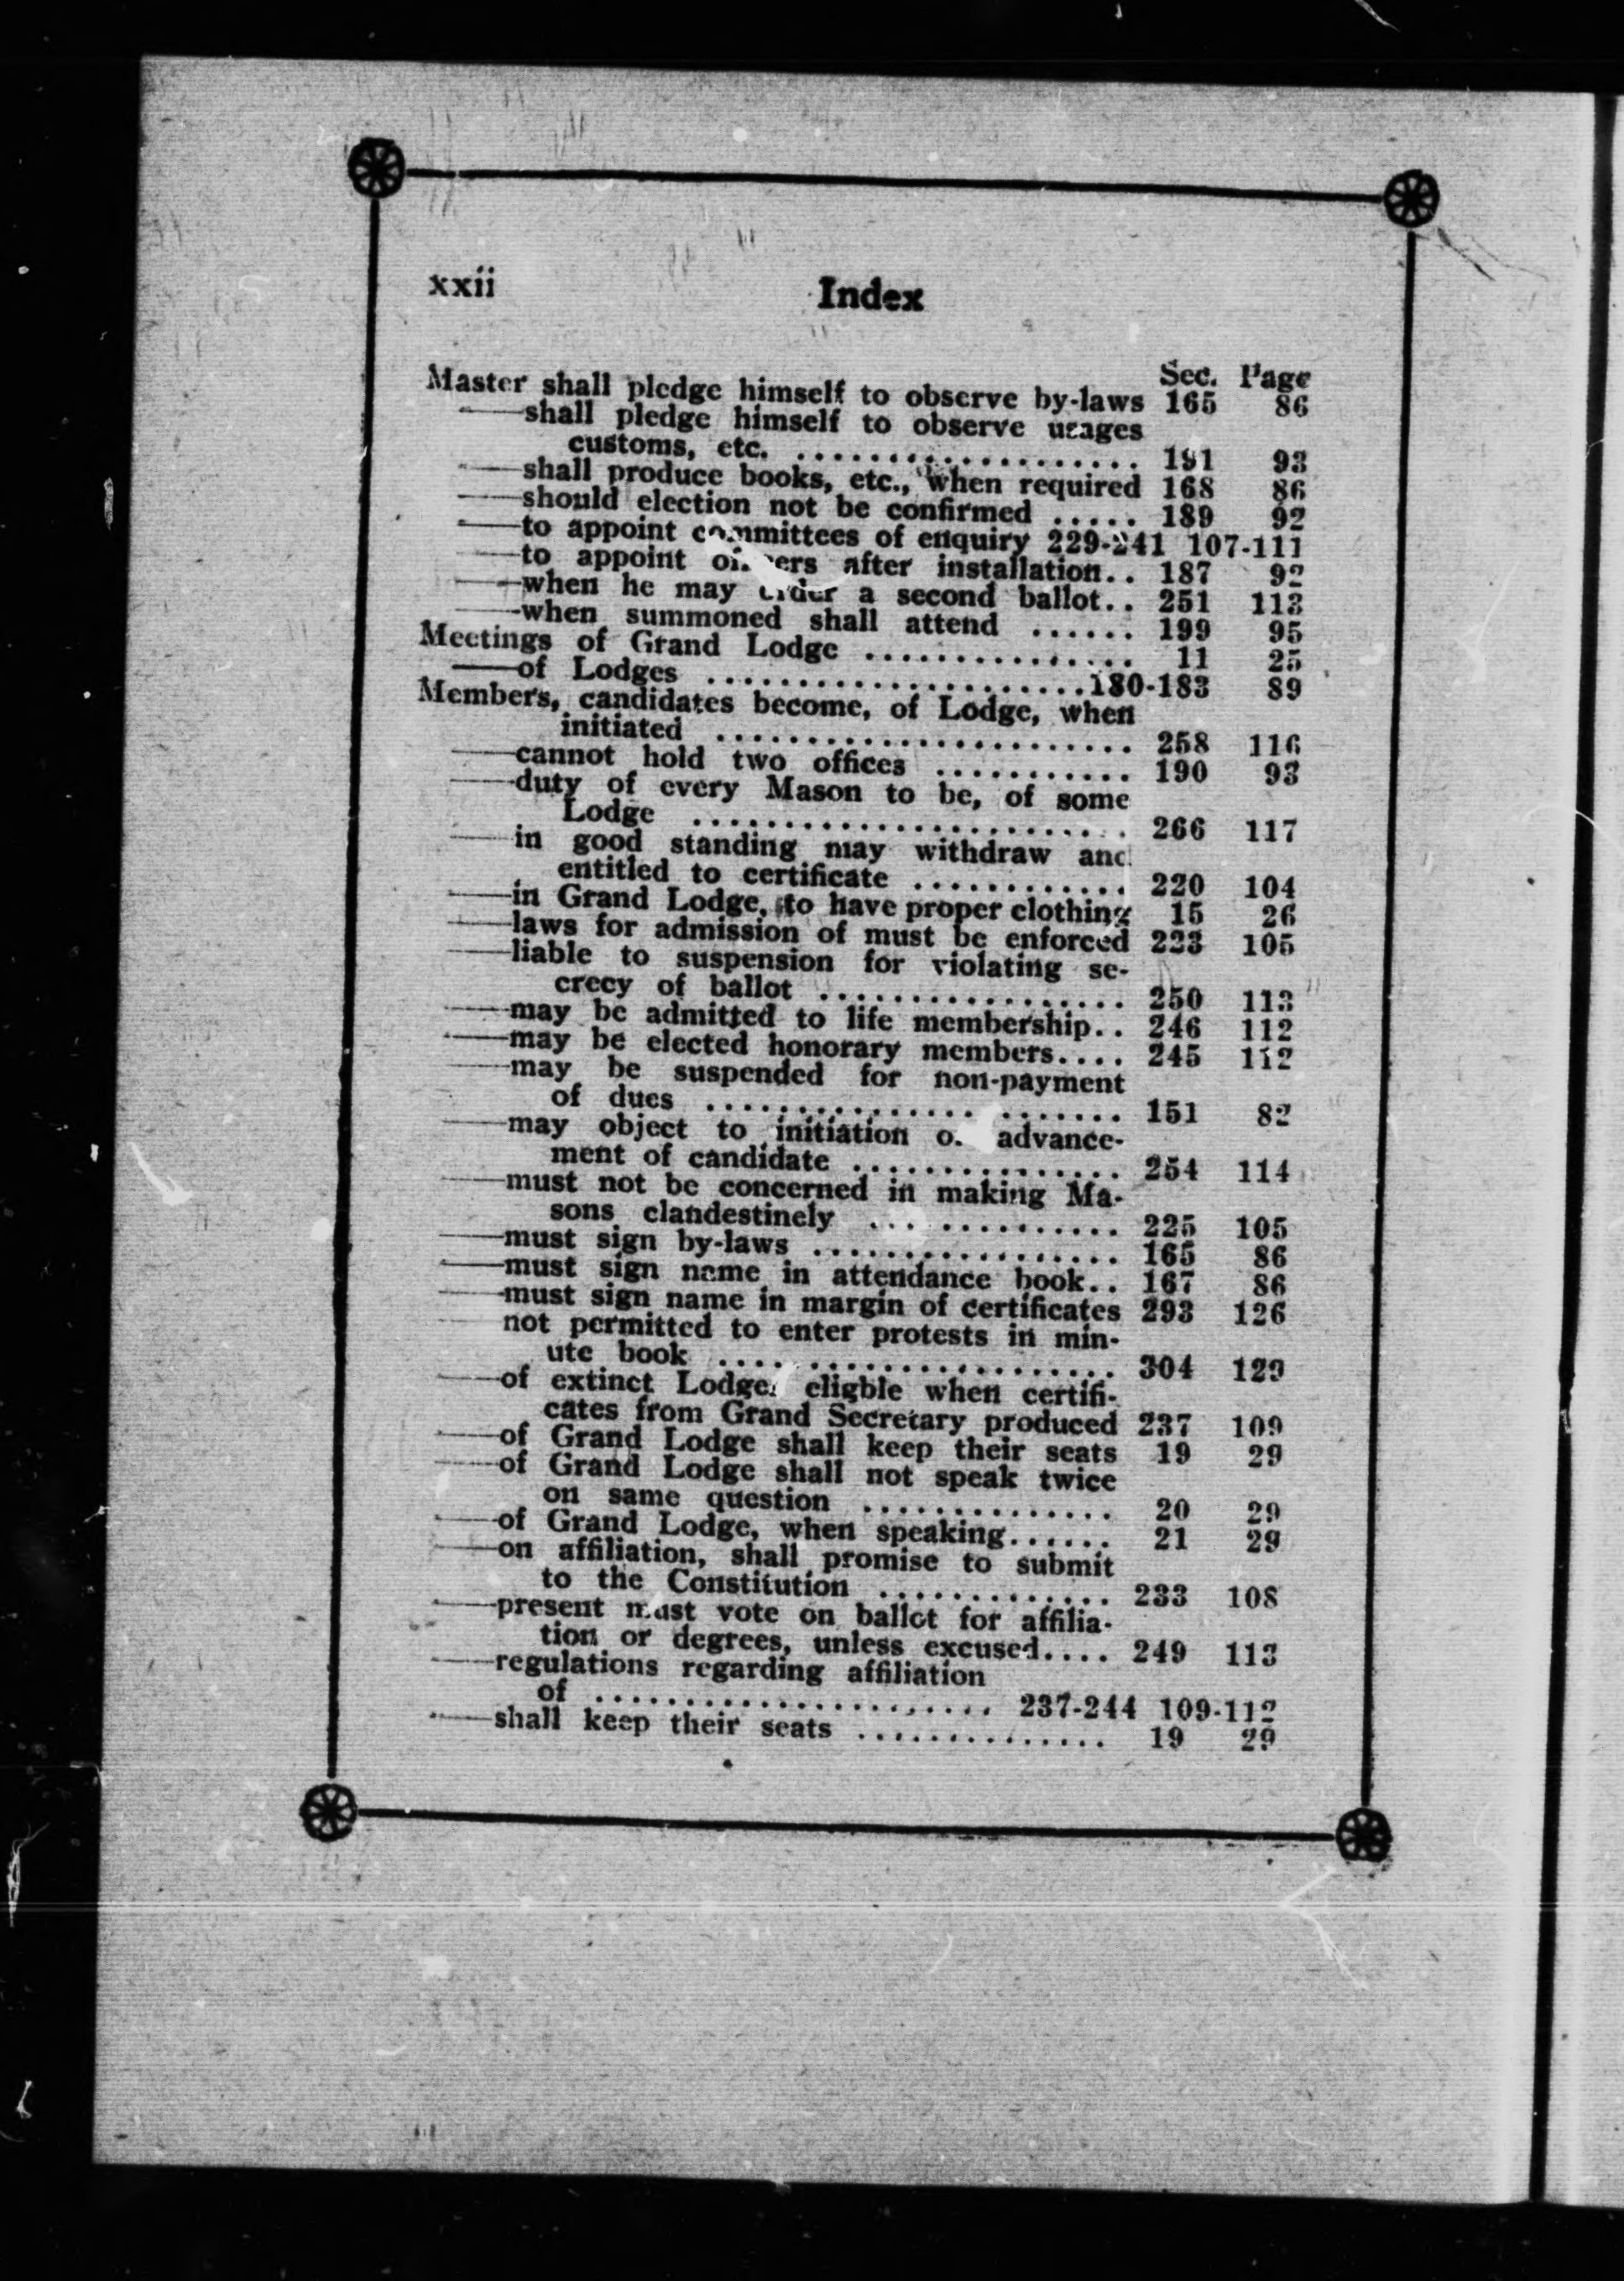 xxii
Index
Sec. Page
Master shall pledge himself to observe by-laws 165 86
——shall pledge himself to observe usages
customs, etc. ................... 191 93
——shall produce books, etc., when required 168 86
——should election not be confirmed ..... 189 92
——to appoint committees of enquiry 229-241 107-111
——to appoint officers after installation.. 187 92
——when he may order a second ballot.. 251 113
——when summoned shall attend ...... 199 95
Meetings of Grand Lodge ............... 11 25
——of Lodges .....................180-183 89
Members, candidates become, of Lodge, when
initiated ....................... 258 116
——cannot hold two offices ........... 190 93
——duty of every Mason to be, of some
Lodge ........................ 266 117
——in good standing may withdraw and
entitled to certificate ............ 220 104
——in Grand Lodge, to have proper clothing 15 26
——laws for admission of must be enforced 223 105
——liable to suspension for violating se-
crecy of ballot ................. 250 113
——may be admitted to life membership.. 246 112
——may be elected honorary members.... 245 112
——may be suspended for non-payment
of dues ....................... 151 82
——may object to initiation or advance-
ment of candidate ............... 254 114
——must not be concerned in making Ma-
sons clandestinely .............. 225 105
——must sign by-laws ................. 165 86
——must sign name in attendance book.. 167 86
——must sign name in margin of certificates 293 126
——not permitted to enter protests in min-
ute book ...................... 304 129
——of extinct Lodges eligble when certifi-
cates from Grand Secretary produced 237 109
——of Grand Lodge shall keep their seats 19 29
——of Grand Lodge shall not speak twice
on same question .............. 20 29
——of Grand Lodge, when speaking...... 21 29
——on affiliation, shall promise to submit
to the Constitution ............. 233 108
——present must vote on ballot for affilia-
tion or degrees, unless excused.... 249 113
——regulations regarding affiliation
of ...................... 237-244 109-112
——shall keep their seats .............. 19 29